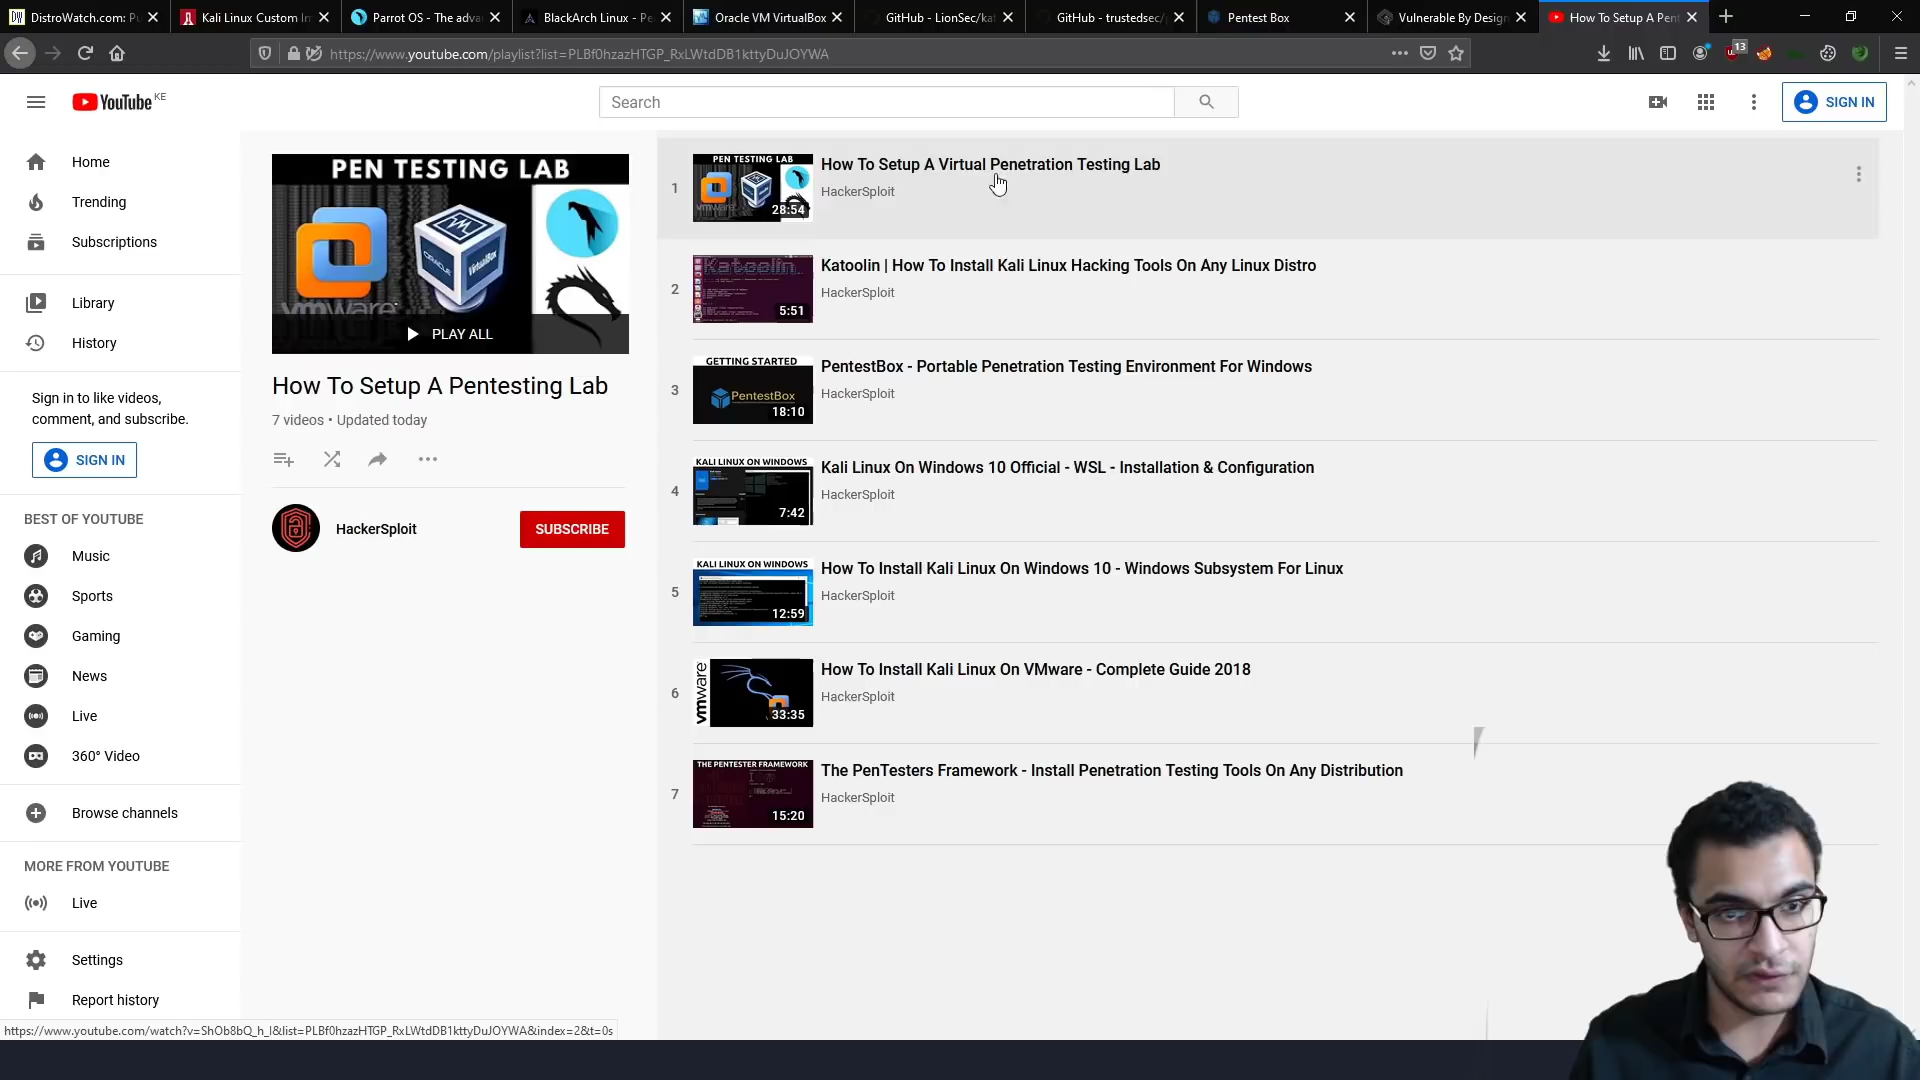 DistroWatch.com: Pu
Kali Linux Custom Im
Parrot OS - The adva
BlackArch Linux - Pe
Oracle VM VirtualBox
GitHub - LionSec/kat
GitHub - trustedsec/
Pentest Box
Vulnerable By Design
How To Setup A Pent
https://www.youtube.com/playlist?list=PLBf0hzazHTGP_RxLWtdDB1kttyDuJOYWA
13
YouTube KE
Search
SIGN IN
Home
Trending
Subscriptions
Library
History
Sign in to like videos,
comment, and subscribe.
SIGN IN
BEST OF YOUTUBE
Music
Sports
Gaming
News
Live
360° Video
Browse channels
MORE FROM YOUTUBE
Live
Settings
Report history
PEN TESTING LAB
vmware
ORACLE
VirtualBox
PLAY ALL
How To Setup A Pentesting Lab
7 videos • Updated today
HackerSploit
SUBSCRIBE
1
PEN TESTING LAB
28:54
How To Setup A Virtual Penetration Testing Lab
HackerSploit
2
Katoolin
5:51
Katoolin | How To Install Kali Linux Hacking Tools On Any Linux Distro
HackerSploit
3
GETTING STARTED
PentestBox
18:10
PentestBox - Portable Penetration Testing Environment For Windows
HackerSploit
4
KALI LINUX ON WINDOWS
7:42
Kali Linux On Windows 10 Official - WSL - Installation & Configuration
HackerSploit
5
KALI LINUX ON WINDOWS
12:59
How To Install Kali Linux On Windows 10 - Windows Subsystem For Linux
HackerSploit
6
vmware
33:35
How To Install Kali Linux On VMware - Complete Guide 2018
HackerSploit
7
THE PENTESTER FRAMEWORK
15:20
The PenTesters Framework - Install Penetration Testing Tools On Any Distribution
HackerSploit
https://www.youtube.com/watch?v=ShOb8bQ_h_I&list=PLBf0hzazHTGP_RxLWtdDB1kttyDuJOYWA&index=2&t=0s